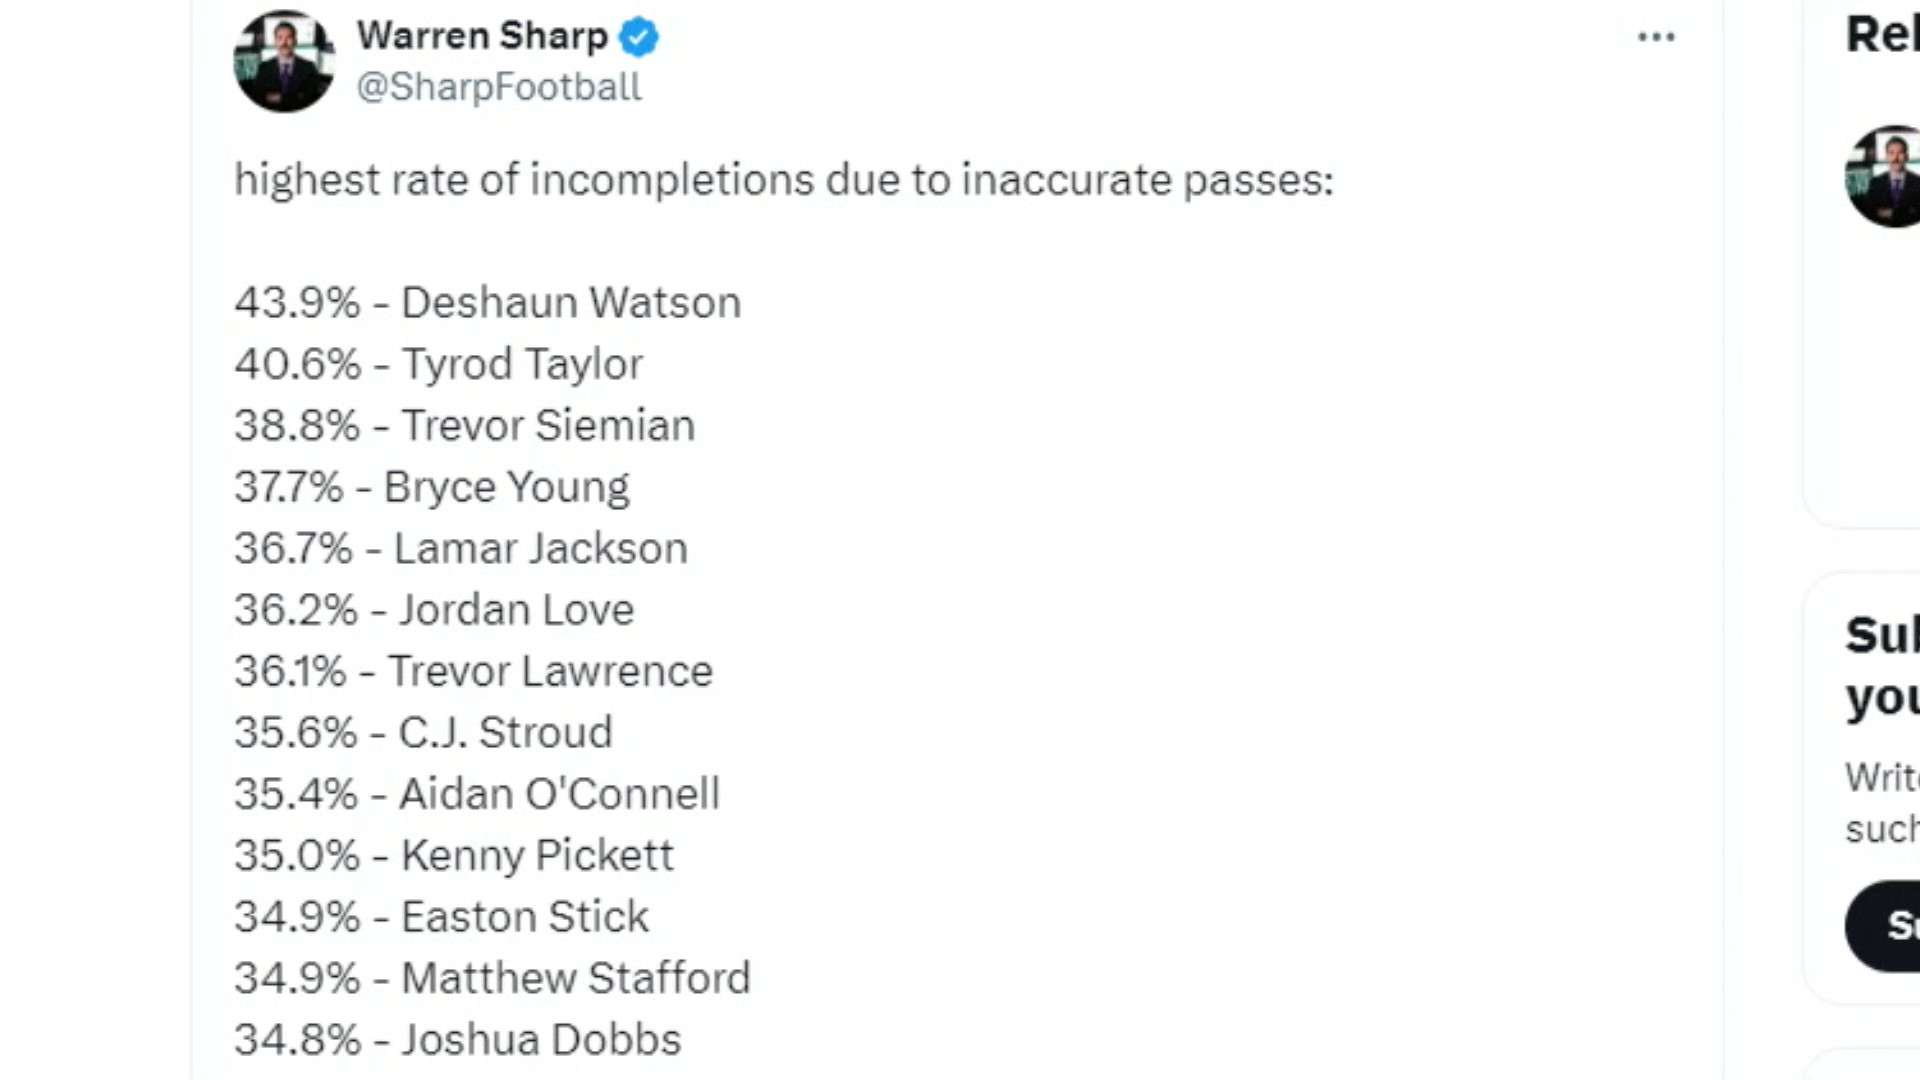 Warren Sharp
@SharpFootball
highest rate of incompletions due to inaccurate passes:
43.9% - Deshaun Watson
40.6% - Tyrod Taylor
38.8% - Trevor Siemian
37.7% - Bryce Young
36.7% - Lamar Jackson
36.2% - Jordan Love
36.1% - Trevor Lawrence
35.6% - C.J. Stroud
35.4% - Aidan O'Connell
35.0% - Kenny Pickett
34.9% - Easton Stick
34.9% - Matthew Stafford
34.8% - Joshua Dobbs